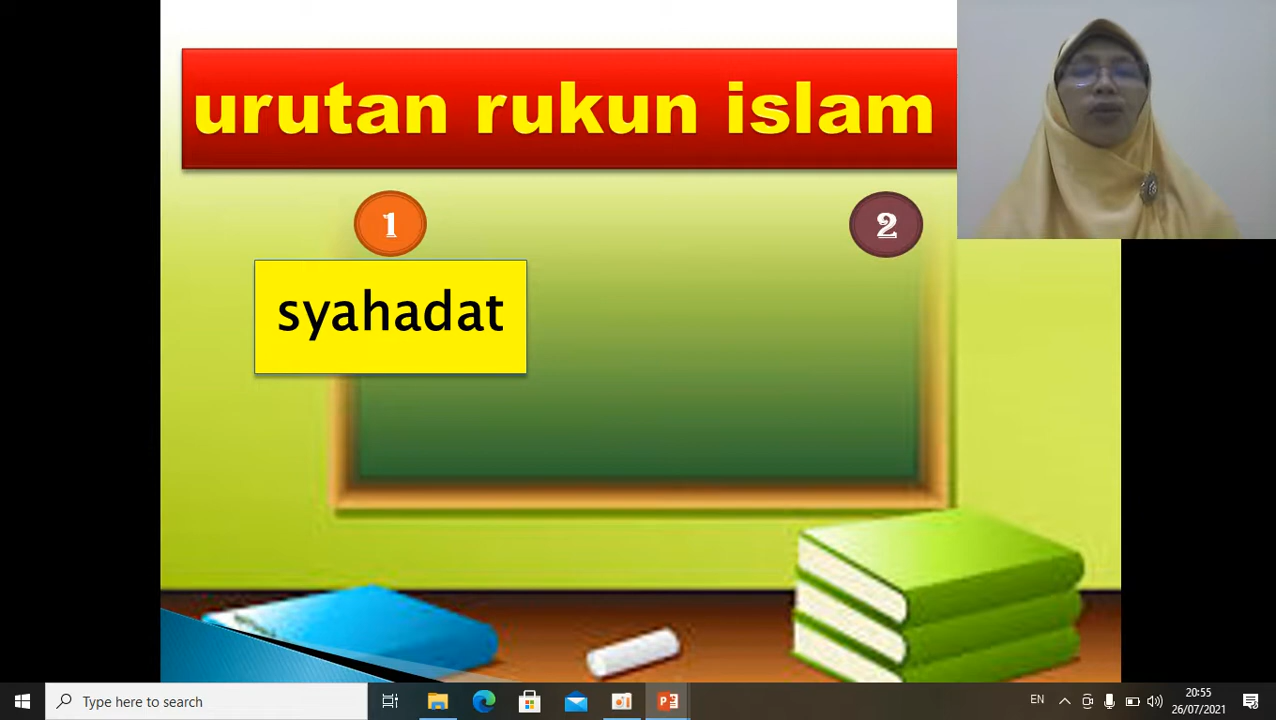 urutan rukun islam
1
2
syahadat
Type here to search
EN
20:55
26/07/2021